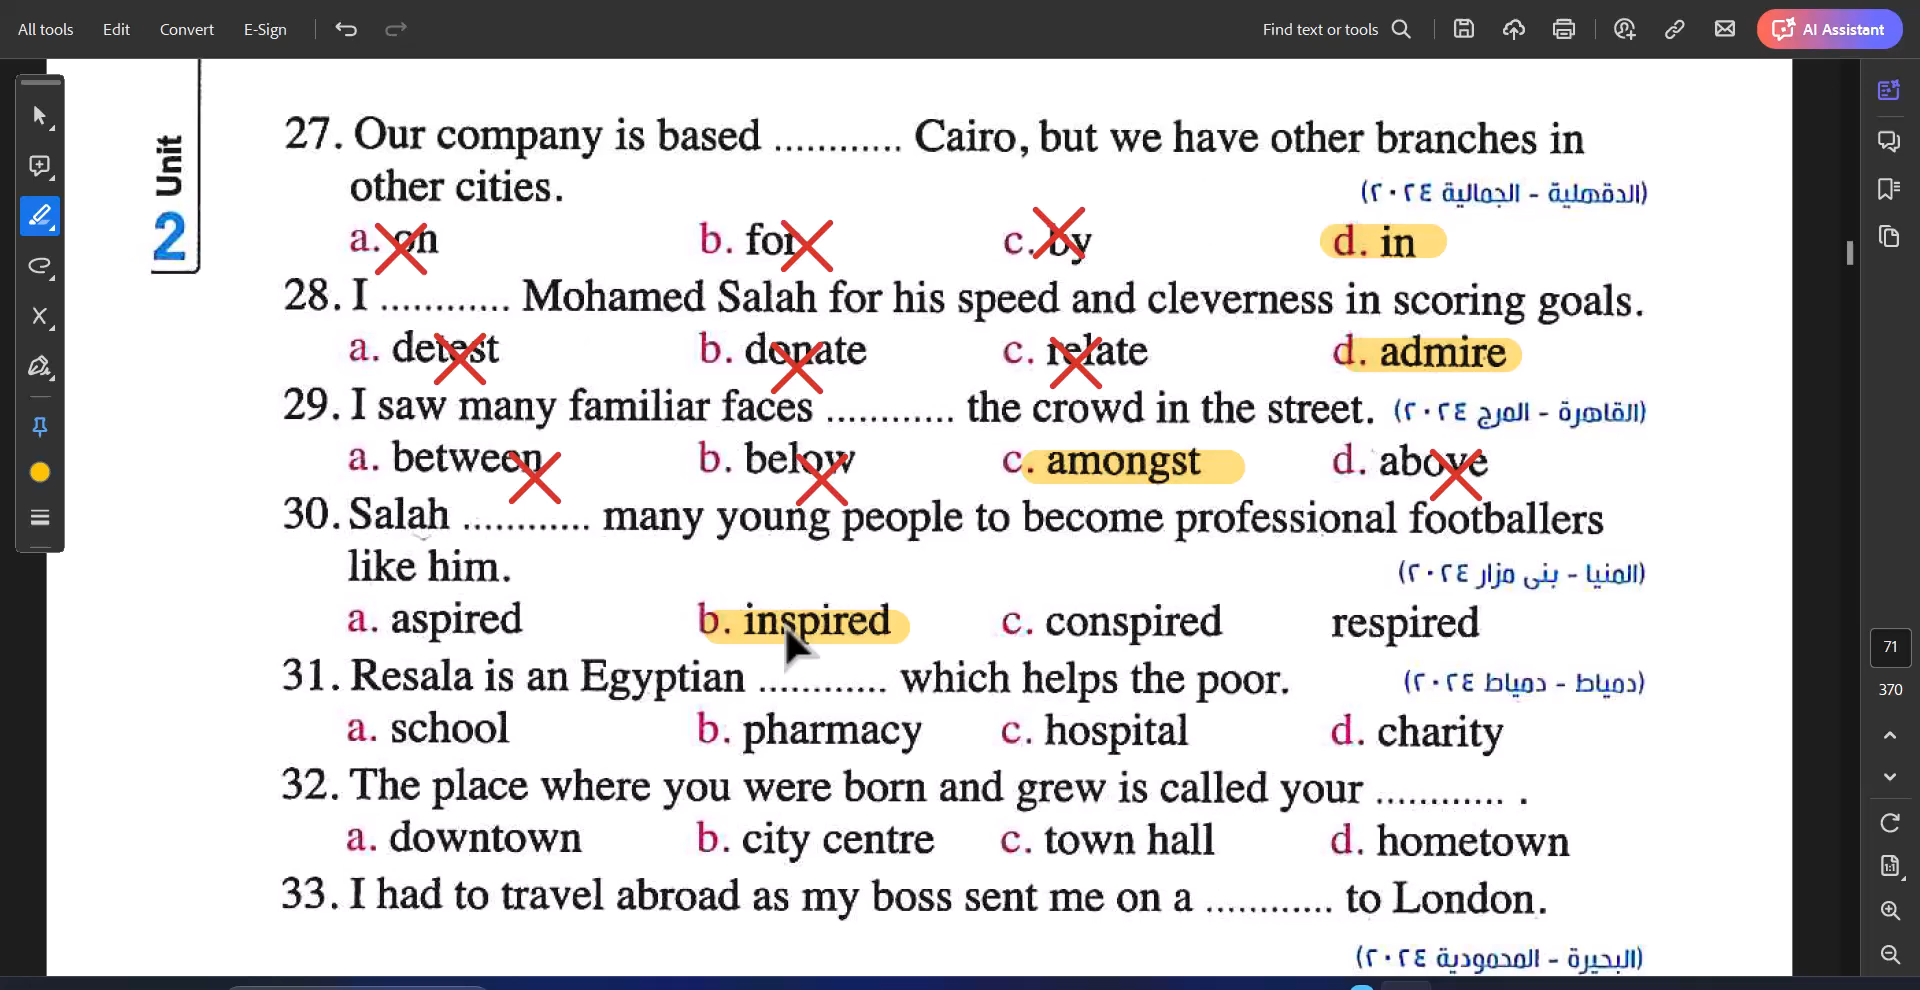 All tools Edit Convert E-Sign Find text or tools AI Assistant
2 Unit
27. Our company is based ............ Cairo, but we have other branches in
other cities. (الدقهلية - الجمالية ٢٠٢٤)
a. on b. for c. by d. in
28. I ............ Mohamed Salah for his speed and cleverness in scoring goals.
a. detest b. donate c. relate d. admire
29. I saw many familiar faces ............ the crowd in the street. (القاهرة - المرج ٢٠٢٤)
a. between b. below c. amongst d. above
30. Salah ............ many young people to become professional footballers
like him. (المنيا - بنى مزار ٢٠٢٤)
a. aspired b. inspired c. conspired respired
31. Resala is an Egyptian ............ which helps the poor. (دمياط - دمياط ٢٠٢٤)
a. school b. pharmacy c. hospital d. charity
32. The place where you were born and grew is called your ............ .
a. downtown b. city centre c. town hall d. hometown
33. I had to travel abroad as my boss sent me on a ............ to London.
(البحيرة - المحمودية ٢٠٢٤)
71
370